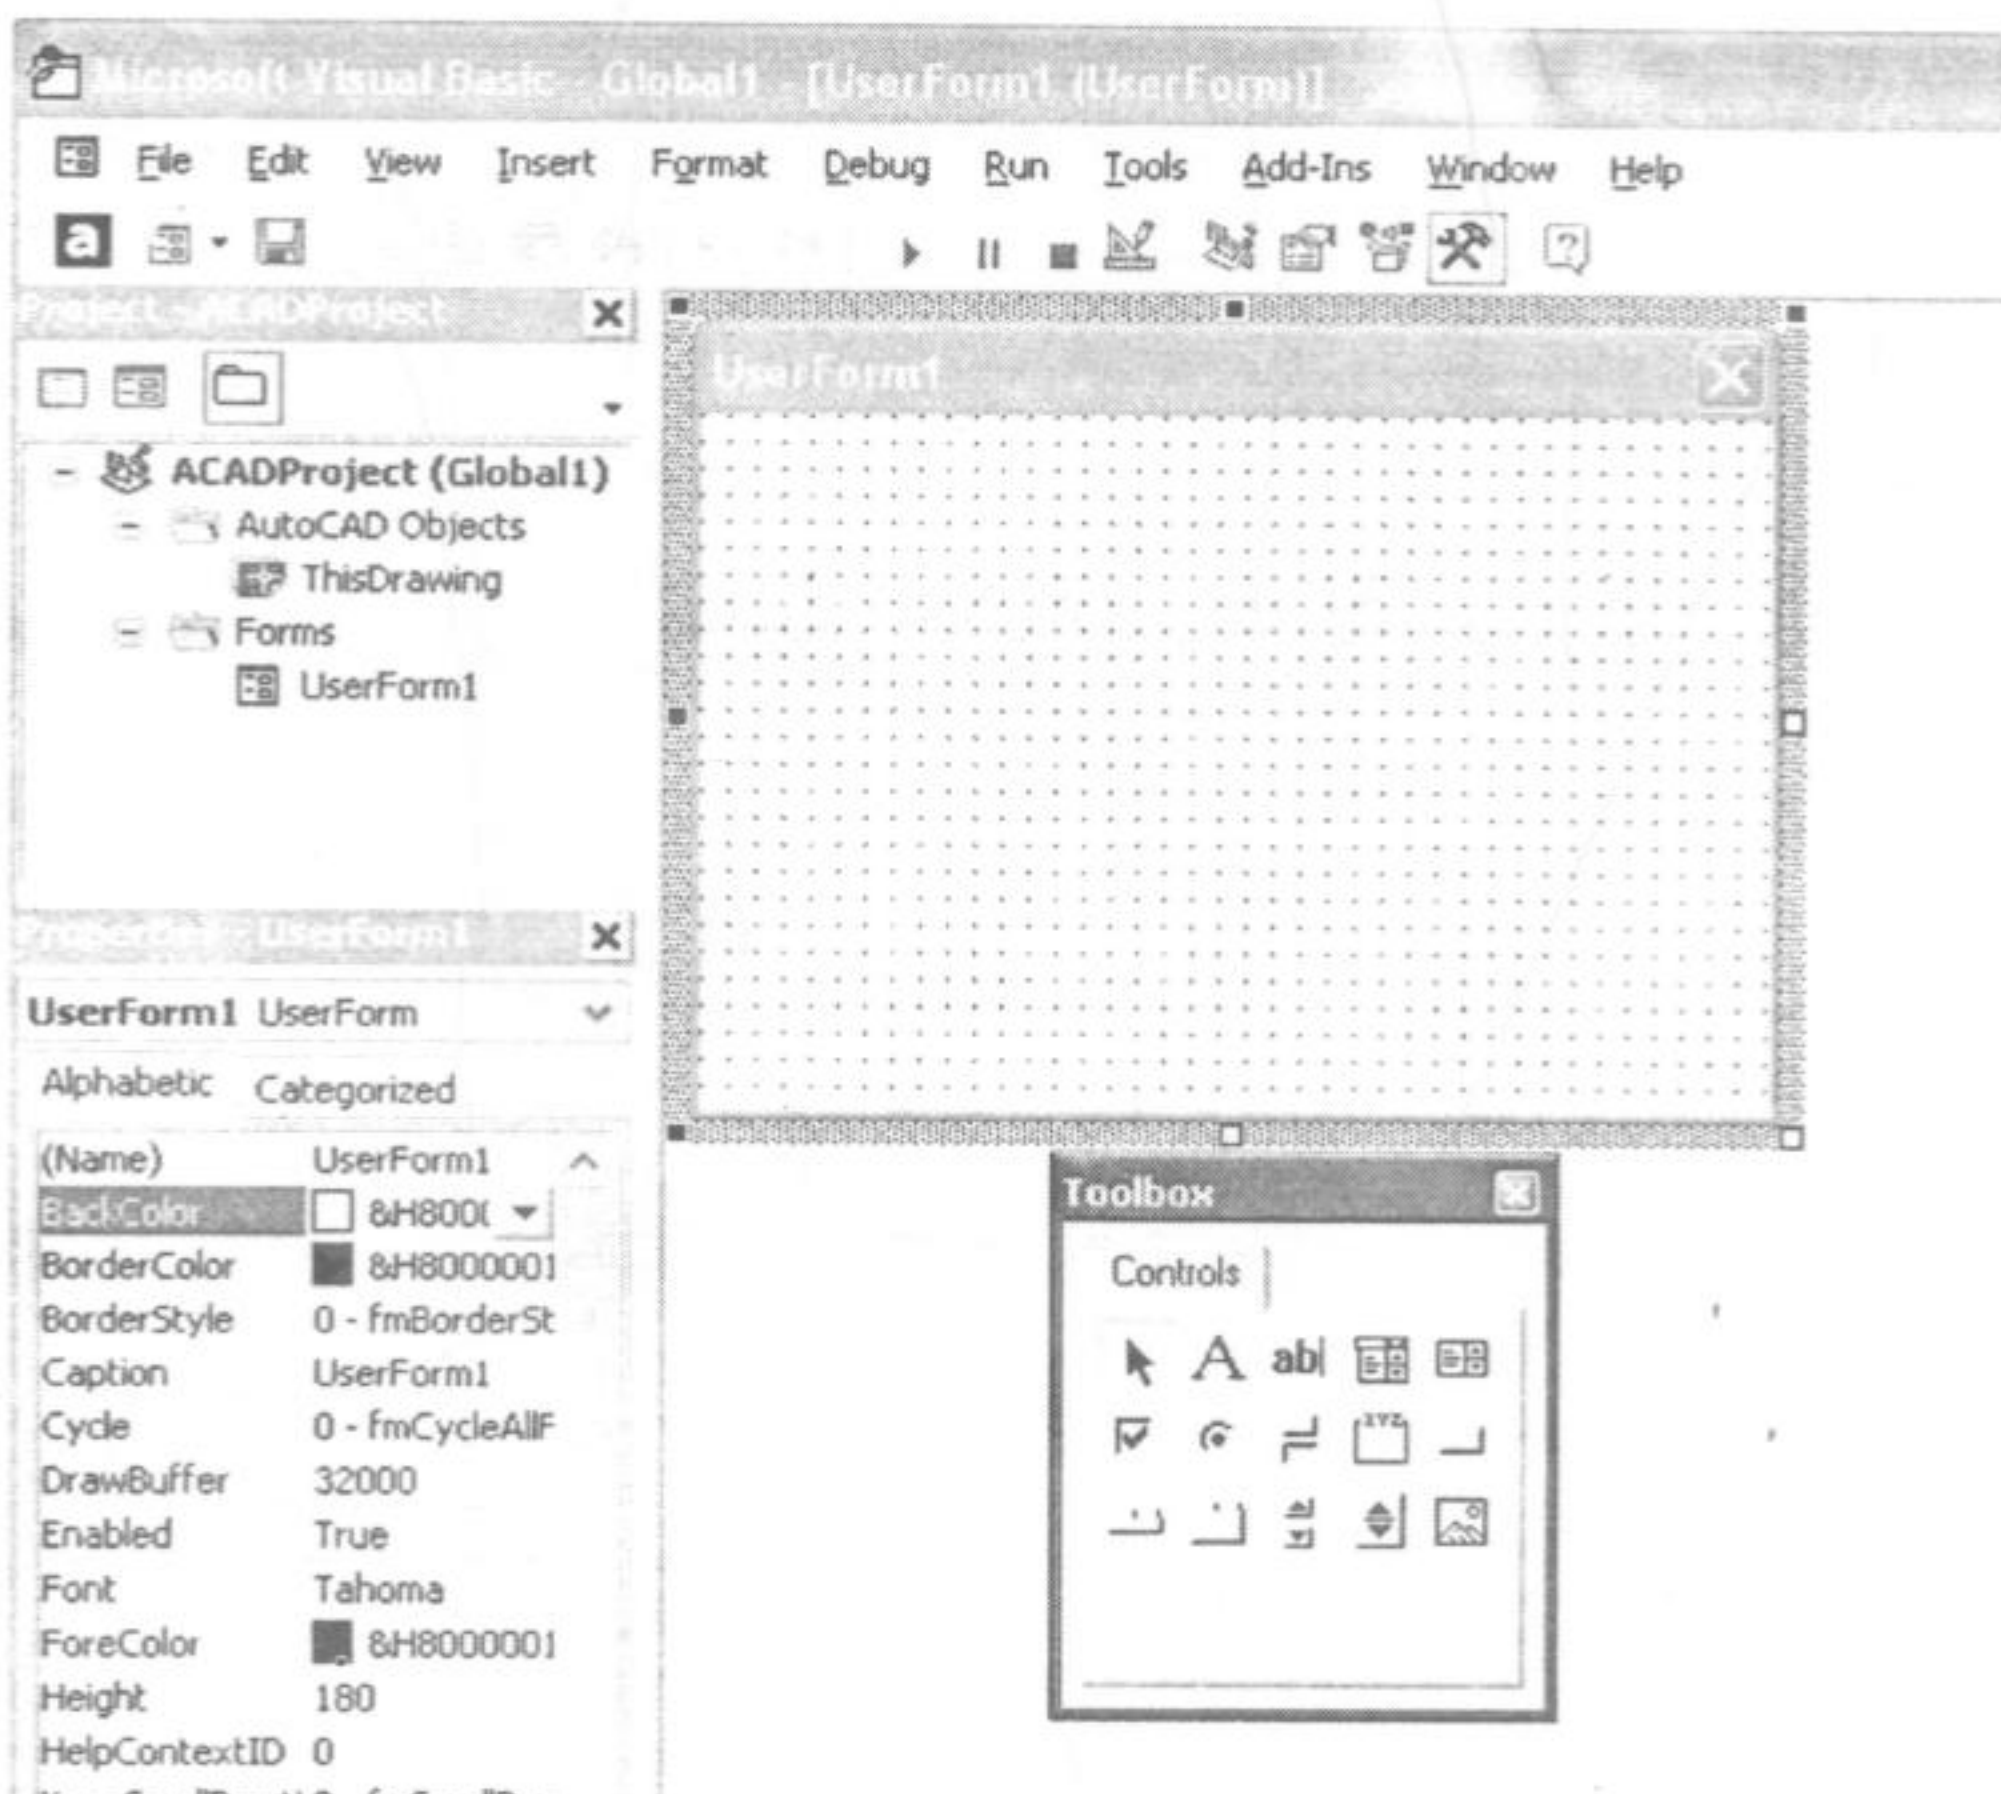 Microsoft Visual Basic - Global1 - [UserForm1 (UserForm)]
File Edit View Insert Format Debug Run Tools Add-Ins Window Help
Project - ACADProject
ACADProject (Global1)
AutoCAD Objects
ThisDrawing
Forms
UserForm1
Properties - UserForm1
UserForm1 UserForm
Alphabetic Categorized
(Name) UserForm1
BackColor &H800(
BorderColor &H8000001
BorderStyle 0 - fmBorderSt
Caption UserForm1
Cycle 0 - fmCycleAllF
DrawBuffer 32000
Enabled True
Font Tahoma
ForeColor &H8000001
Height 180
HelpContextID 0
UserForm1
Toolbox
Controls
A ab|
XYZ